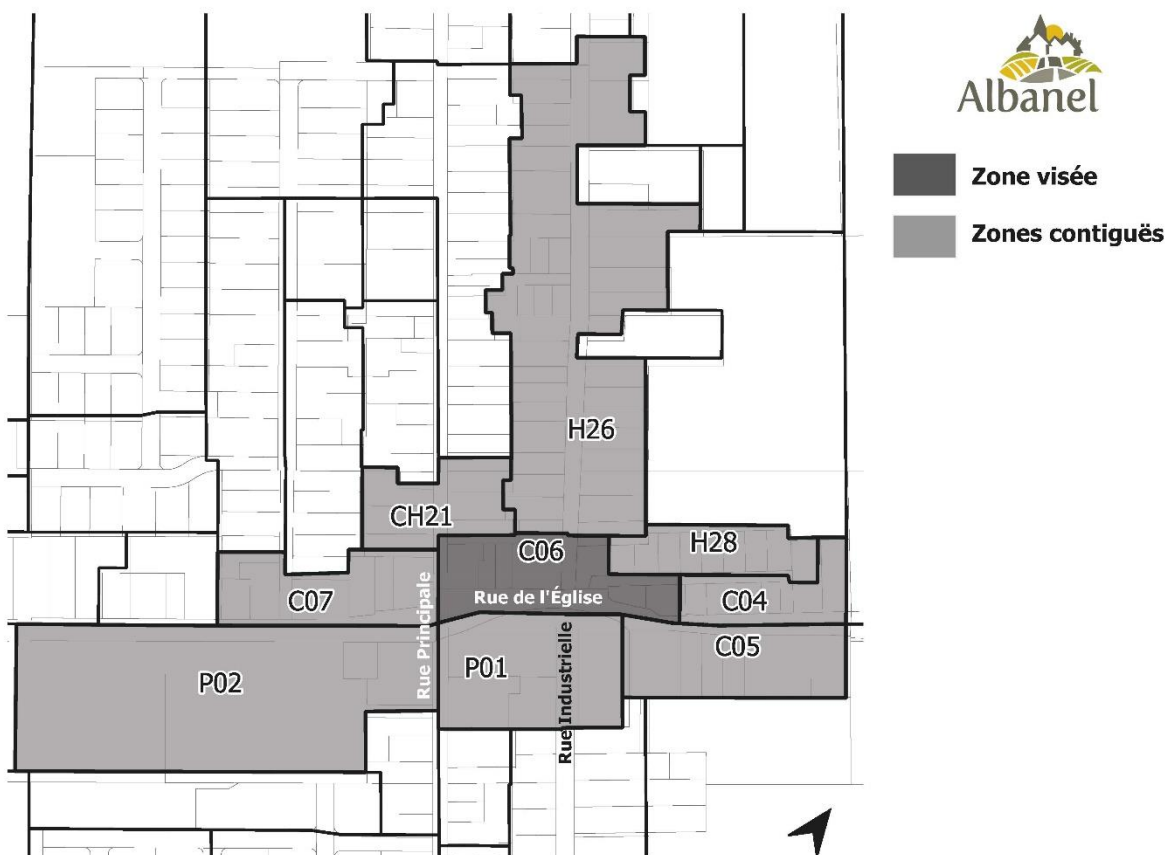 Albanel
Zone visée
Zones contiguës
H26
CH21
C06
H28
C07
Rue Principale
Rue de l'Église
C04
P02
P01
Rue Industrielle
C05